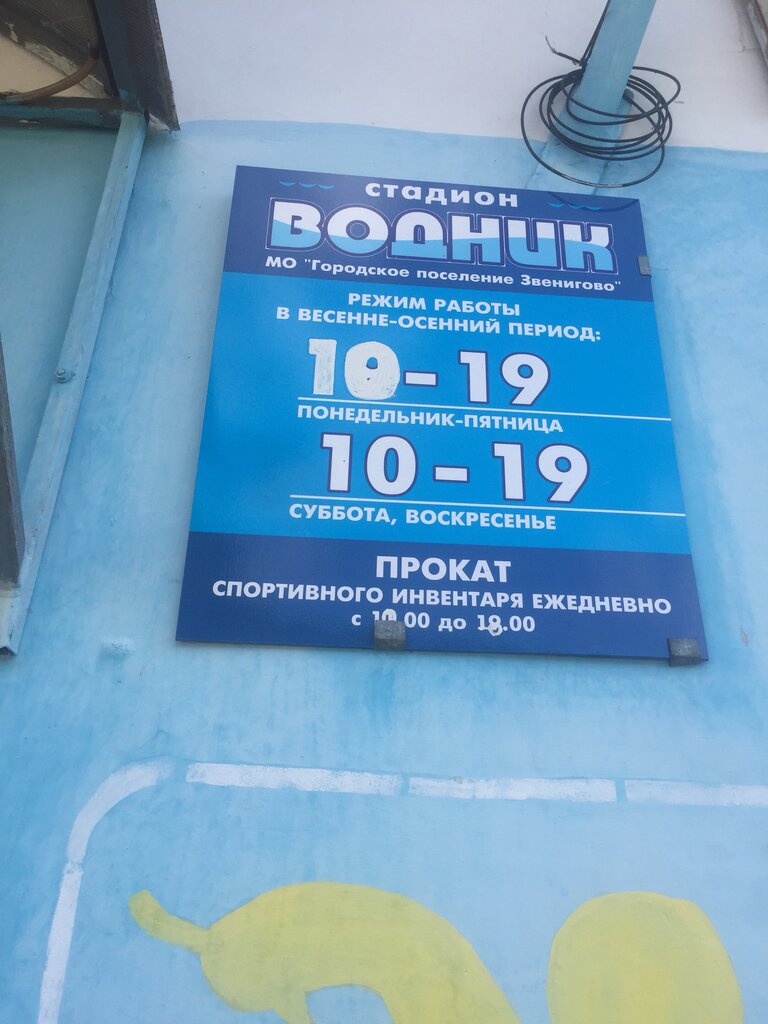 стадион
ВОДНИК
МО "Городское поселение Звенигово"
РЕЖИМ РАБОТЫ
В ВЕСЕННЕ-ОСЕННИЙ ПЕРИОД:
10-19
ПОНЕДЕЛЬНИК-ПЯТНИЦА
10-19
СУББОТА, ВОСКРЕСЕНЬЕ
ПРОКАТ
СПОРТИВНОГО ИНВЕНТАРЯ ЕЖЕДНЕВНО
с 10.00 до 18.00